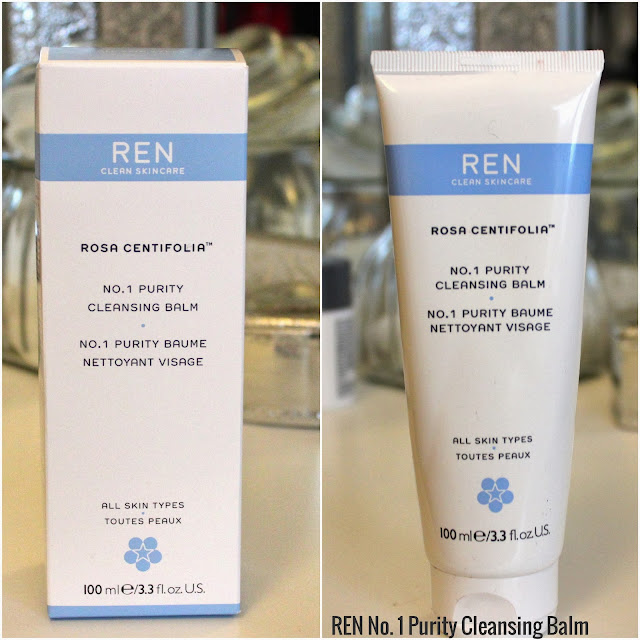 REN
CLEAN SKINCARE
ROSA CENTIFOLIA™
NO.1 PURITY
CLEANSING BALM
NO.1 PURITY BAUME
NETTOYANT VISAGE
ALL SKIN TYPES
TOUTES PEAUX
100 ml℮/3.3 fl.oz. U.S.
REN
CLEAN SKINCARE
ROSA CENTIFOLIA™
NO.1 PURITY
CLEANSING BALM
NO.1 PURITY BAUME
NETTOYANT VISAGE
ALL SKIN TYPES
TOUTES PEAUX
100 ml℮/3.3 fl.oz. U.S.
REN No. 1 Purity Cleansing Balm